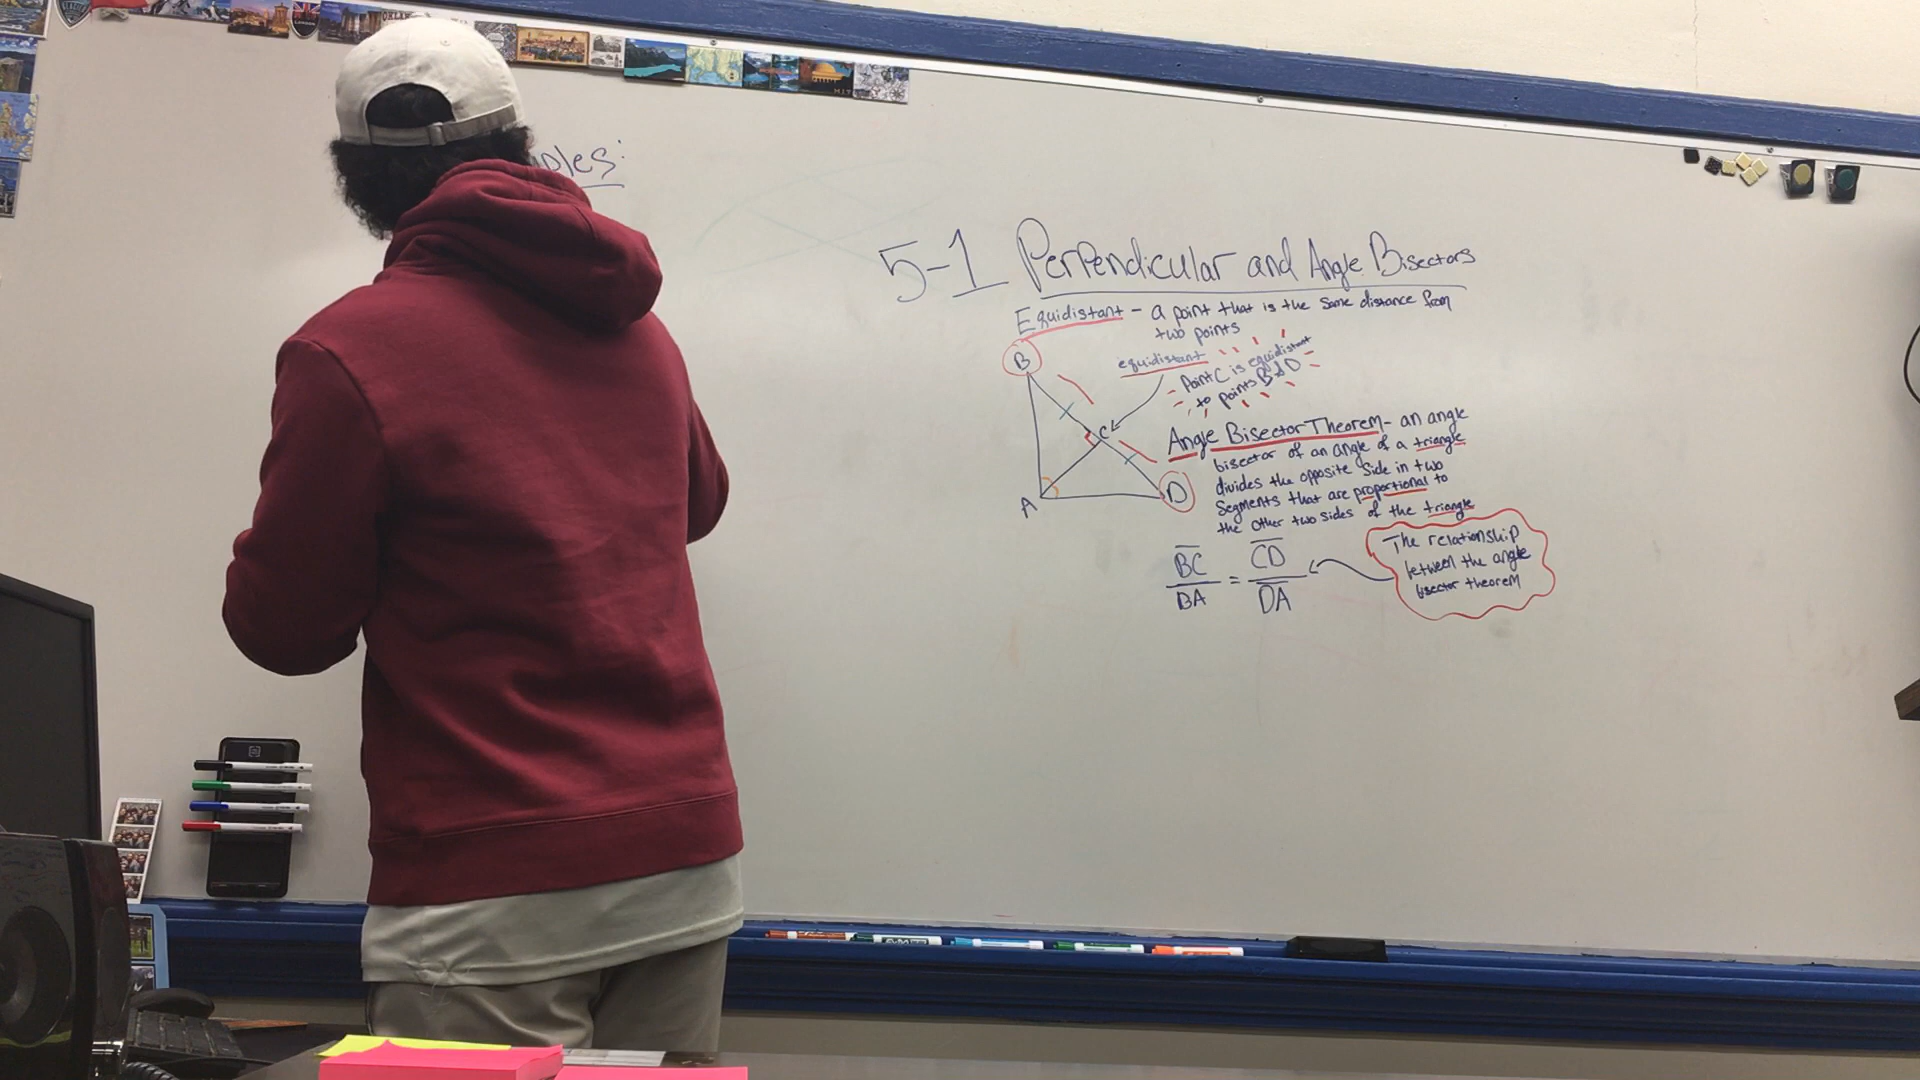 LONDON
MIT
ples:
5-1 Perpendicular and Angle Bisectors
Equidistant - a point that is the same distance from
two points
equidistant
Point C is equidistant
to points B & D
B
C
A
D
Angle Bisector Theorem - an angle
bisector of an angle of a triangle
divides the opposite side in two
segments that are proportional to
the other two sides of the triangle
BC = CD
BA DA
The relationship
between the angle
bisector theorem